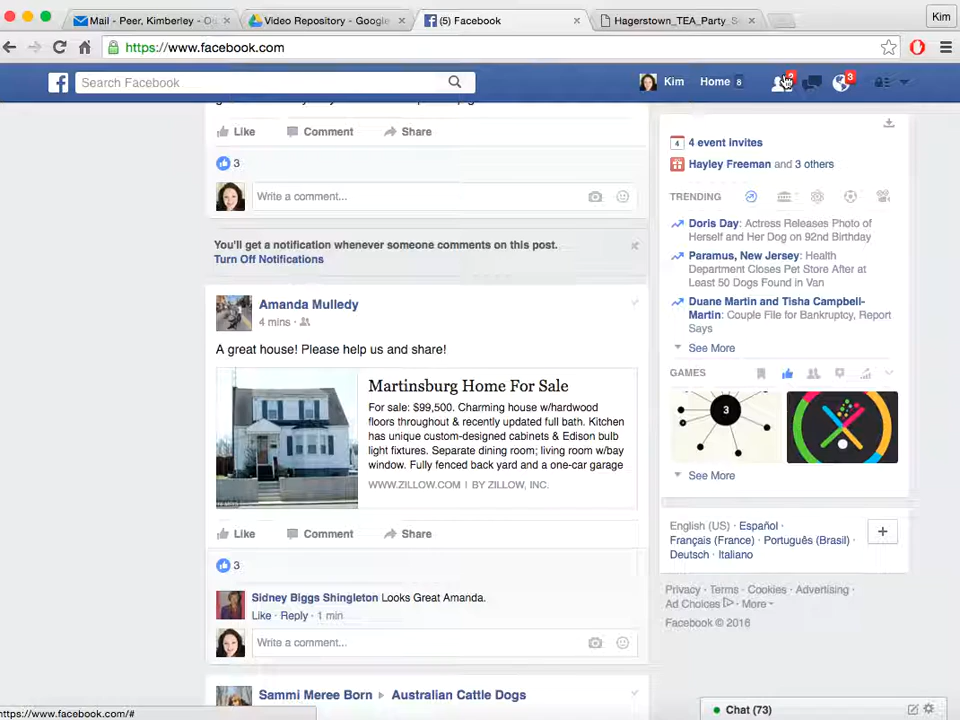 Mail - Peer, Kimberley - O
Video Repository - Google
(5) Facebook
Hagerstown_TEA_Party_S
Kim
https://www.facebook.com
Search Facebook
Kim
Home 8
3
Like Comment Share
3
Write a comment...
You'll get a notification whenever someone comments on this post.
Turn Off Notifications
Amanda Mulledy
4 mins
A great house! Please help us and share!
Martinsburg Home For Sale
For sale: $99,500. Charming house w/hardwood
floors throughout & recently updated full bath. Kitchen
has unique custom-designed cabinets & Edison bulb
light fixtures. Separate dining room; living room w/bay
window. Fully fenced back yard and a one-car garage
WWW.ZILLOW.COM | BY ZILLOW, INC.
Like Comment Share
3
Sidney Biggs Shingleton Looks Great Amanda.
Like · Reply · 1 min
Write a comment...
Sammi Meree Born ▸ Australian Cattle Dogs
4 4 event invites
Hayley Freeman and 3 others
TRENDING
Doris Day: Actress Releases Photo of
Herself and Her Dog on 92nd Birthday
Paramus, New Jersey: Health
Department Closes Pet Store After at
Least 50 Dogs Found in Van
Duane Martin and Tisha Campbell-
Martin: Couple File for Bankruptcy, Report
Says
See More
GAMES
3
See More
English (US) · Español ·
Français (France) · Português (Brasil) ·
Deutsch · Italiano
+
Privacy · Terms · Cookies · Advertising ·
Ad Choices · More
Facebook © 2016
Chat (73)
https://www.facebook.com/#